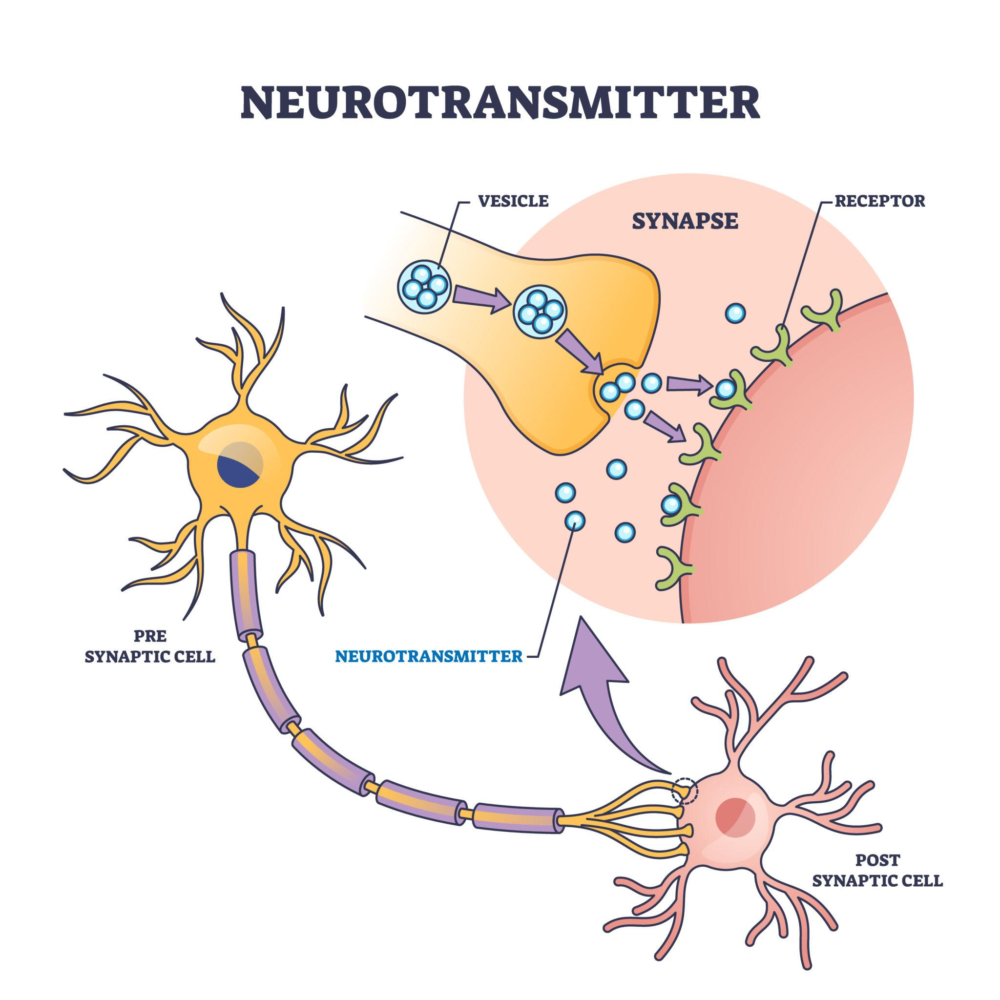 NEUROTRANSMITTER
VESICLE
RECEPTOR
SYNAPSE
PRE
SYNAPTIC CELL
NEUROTRANSMITTER
POST
SYNAPTIC CELL